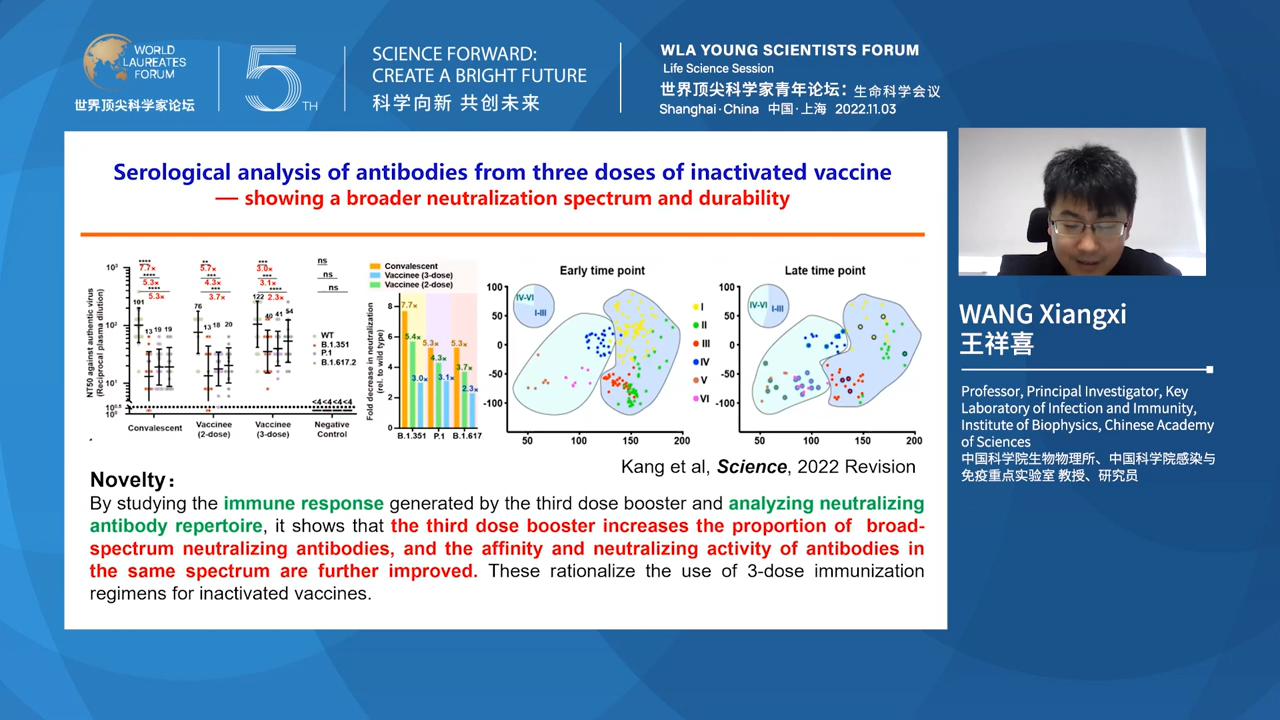 WORLD
LAUREATES
FORUM
世界顶尖科学家论坛
5TH
SCIENCE FORWARD:
CREATE A BRIGHT FUTURE
科学向新 共创未来
WLA YOUNG SCIENTISTS FORUM
Life Science Session
世界顶尖科学家青年论坛：生命科学会议
Shanghai·China 中国·上海 2022.11.03
Serological analysis of antibodies from three doses of inactivated vaccine
— showing a broader neutralization spectrum and durability
NT50 against authentic virus
(Reciprocal plasma dilution)
10³
10²
10¹
10⁰
**** 7.7×
**** 5.3×
**** 5.3×
** 5.7×
*** 4.3×
*** 3.7×
*** 3.0×
*** 3.1×
*** 2.3×
ns
ns
ns
101 13 19 19
76 13 18 20
122 40 41 54
<4 <4 <4 <4
WT
B.1.351
P.1
B.1.617.2
Convalescent
Vaccinee
(2-dose)
Vaccinee
(3-dose)
Negative
Control
Convalescent
Vaccinee (3-dose)
Vaccinee (2-dose)
Fold decrease in neutralization
(rel. to wild type)
8
6
4
2
0
7.7× 5.4× 3.0×
5.3× 4.3× 3.1×
5.3× 3.7× 2.3×
B.1.351 P.1 B.1.617
Early time point
IV-VI
I-III
100
50
0
-50
-100
50 100 150 200
I
II
III
IV
V
VI
Late time point
IV-VI
I-III
100
50
0
-50
-100
50 100 150 200
Kang et al, Science, 2022 Revision
Novelty：
By studying the immune response generated by the third dose booster and analyzing neutralizing
antibody repertoire, it shows that the third dose booster increases the proportion of broad-
spectrum neutralizing antibodies, and the affinity and neutralizing activity of antibodies in
the same spectrum are further improved. These rationalize the use of 3-dose immunization
regimens for inactivated vaccines.
WANG Xiangxi
王祥喜
Professor, Principal Investigator, Key
Laboratory of Infection and Immunity,
Institute of Biophysics, Chinese Academy
of Sciences
中国科学院生物物理所、中国科学院感染与
免疫重点实验室 教授、研究员